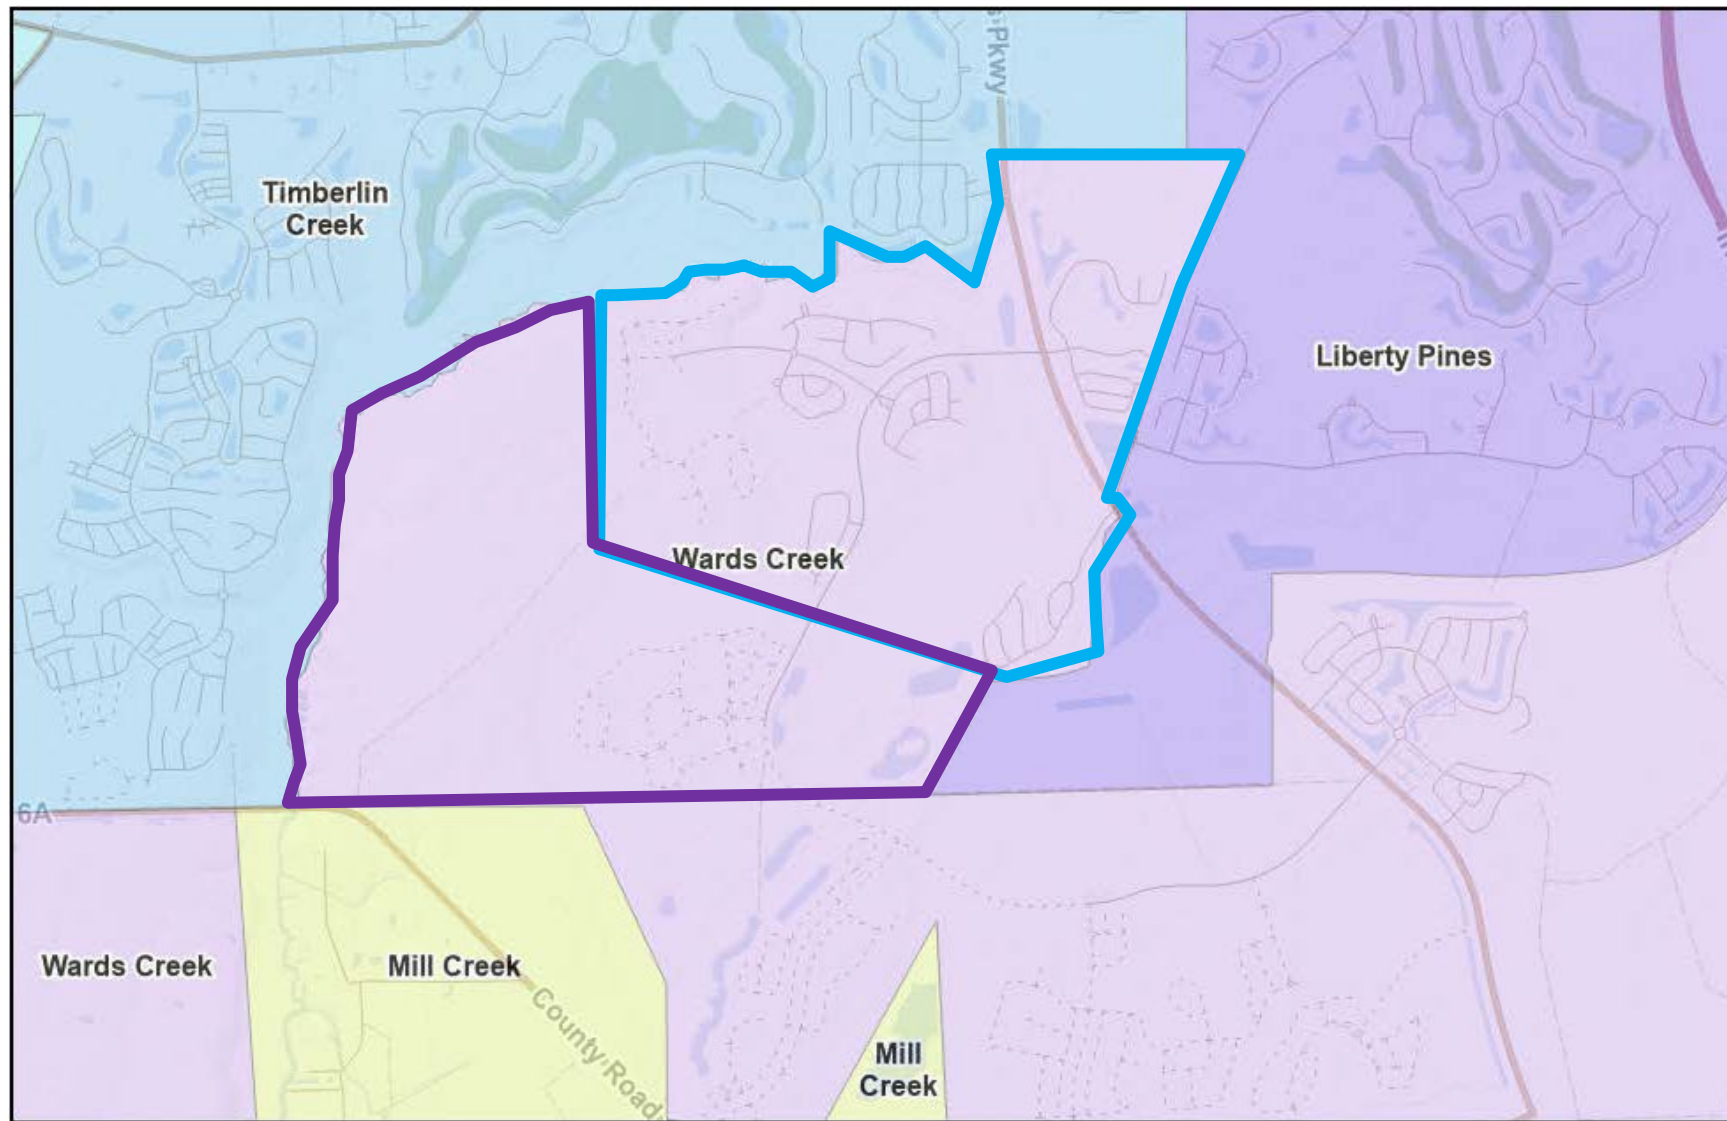 s Pkwy
Timberlin
Creek
Liberty Pines
Wards Creek
6A
Wards Creek
Mill Creek
County Road
Mill
Creek